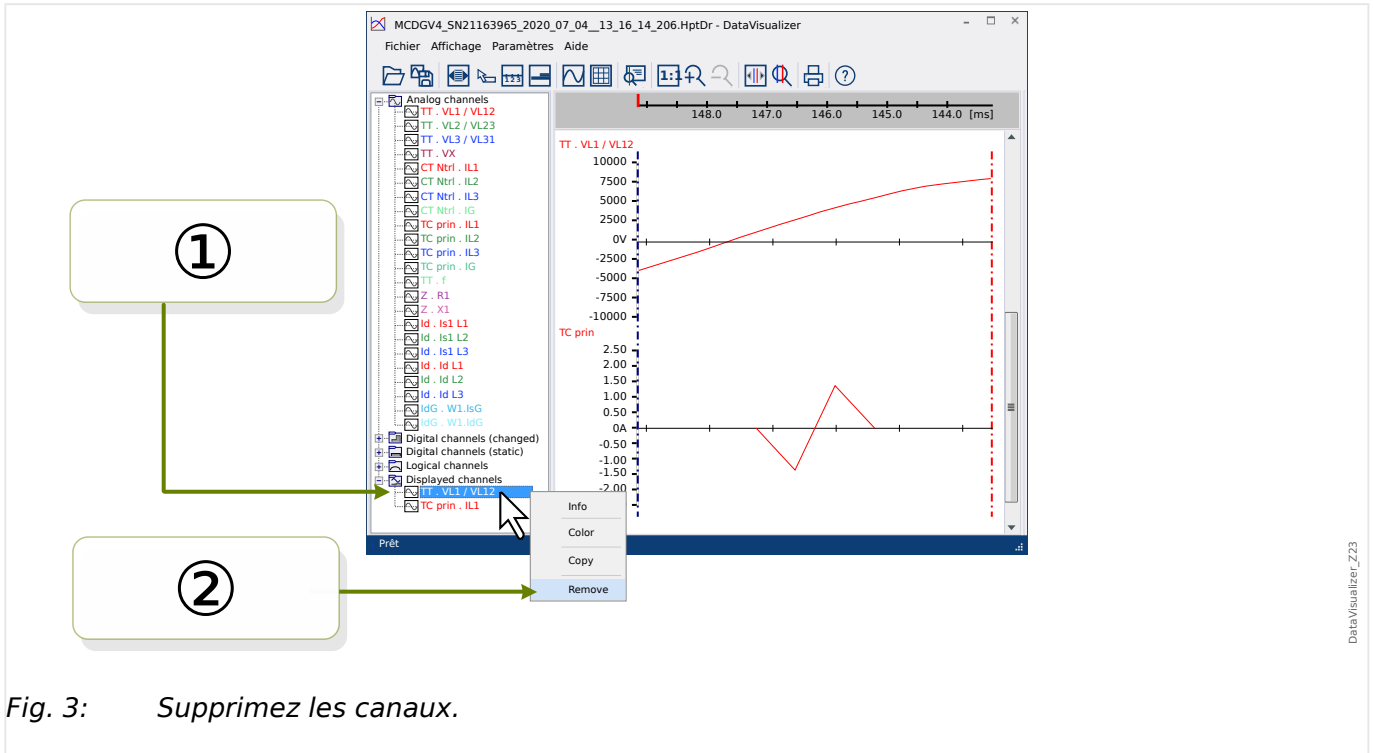 MCDGV4_SN21163965_2020_07_04__13_16_14_206.HptDr - DataVisualizer
Fichier Affichage Paramètres Aide
1:1
123
Analog channels
TT . VL1 / VL12
TT . VL2 / VL23
TT . VL3 / VL31
TT . VX
CT Ntrl . IL1
CT Ntrl . IL2
CT Ntrl . IL3
CT Ntrl . IG
TC prin . IL1
TC prin . IL2
TC prin . IL3
TC prin . IG
TT . f
Z . R1
Z . X1
Id . Is1 L1
Id . Is1 L2
Id . Is1 L3
Id . Id L1
Id . Id L2
Id . Id L3
IdG . W1.IsG
IdG . W1.IdG
Digital channels (changed)
Digital channels (static)
Logical channels
Displayed channels
TT . VL1 / VL12
TC prin . IL1
148.0 147.0 146.0 145.0 144.0 [ms]
TT . VL1 / VL12
10000
7500
5000
2500
0V
-2500
-5000
-7500
-10000
TC prin
2.50
2.00
1.50
1.00
0.50
0A
-0.50
-1.00
-1.50
-2.00
Info
Color
Copy
Remove
Prêt
①
②
DataVisualizer_Z23
Fig. 3: Supprimez les canaux.